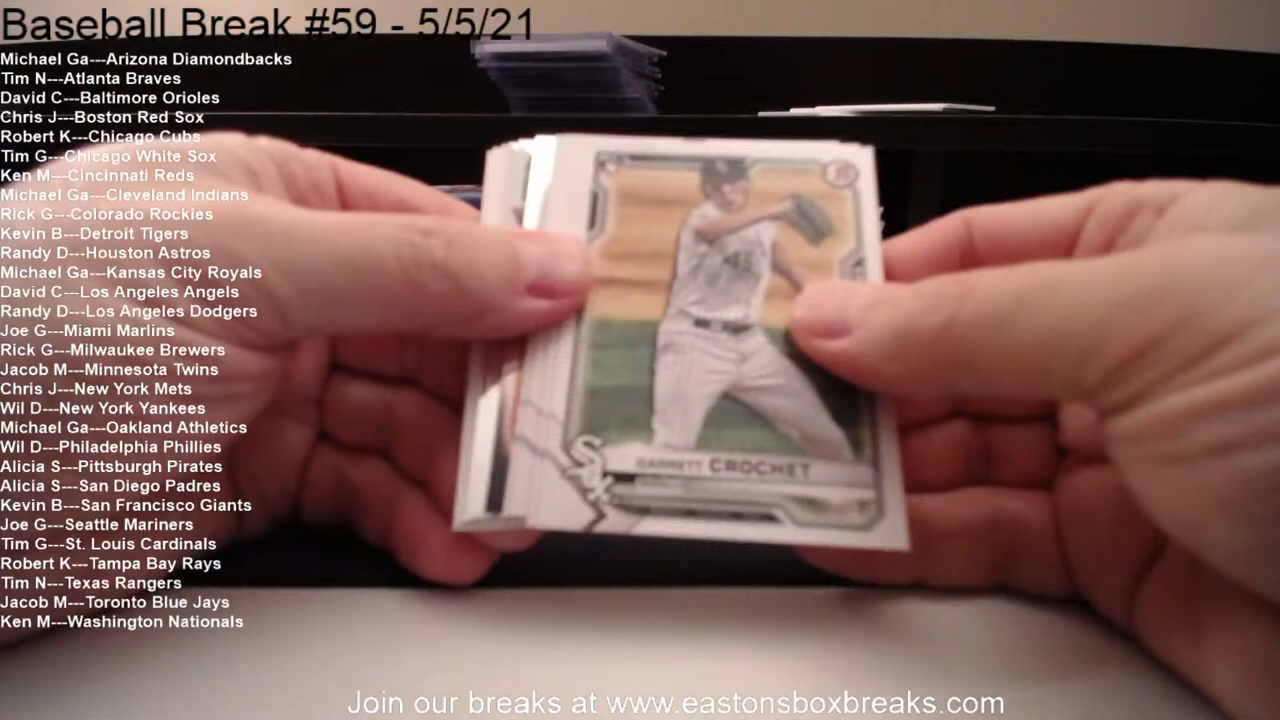 Baseball Break #59 - 5/5/21
Michael Ga---Arizona Diamondbacks
Tim N---Atlanta Braves
David C---Baltimore Orioles
Chris J---Boston Red Sox
Robert K---Chicago Cubs
Tim G---Chicago White Sox
Ken M---Cincinnati Reds
Michael Ga---Cleveland Indians
Rick G---Colorado Rockies
Kevin B---Detroit Tigers
Randy D---Houston Astros
Michael Ga---Kansas City Royals
David C---Los Angeles Angels
Randy D---Los Angeles Dodgers
Joe G---Miami Marlins
Rick G---Milwaukee Brewers
Jacob M---Minnesota Twins
Chris J---New York Mets
Wil D---New York Yankees
Michael Ga---Oakland Athletics
Wil D---Philadelphia Phillies
Alicia S---Pittsburgh Pirates
Alicia S---San Diego Padres
Kevin B---San Francisco Giants
Joe G---Seattle Mariners
Tim G---St. Louis Cardinals
Robert K---Tampa Bay Rays
Tim N---Texas Rangers
Jacob M---Toronto Blue Jays
Ken M---Washington Nationals
Sox
GARRETT CROCHET
Join our breaks at www.eastonsboxbreaks.com